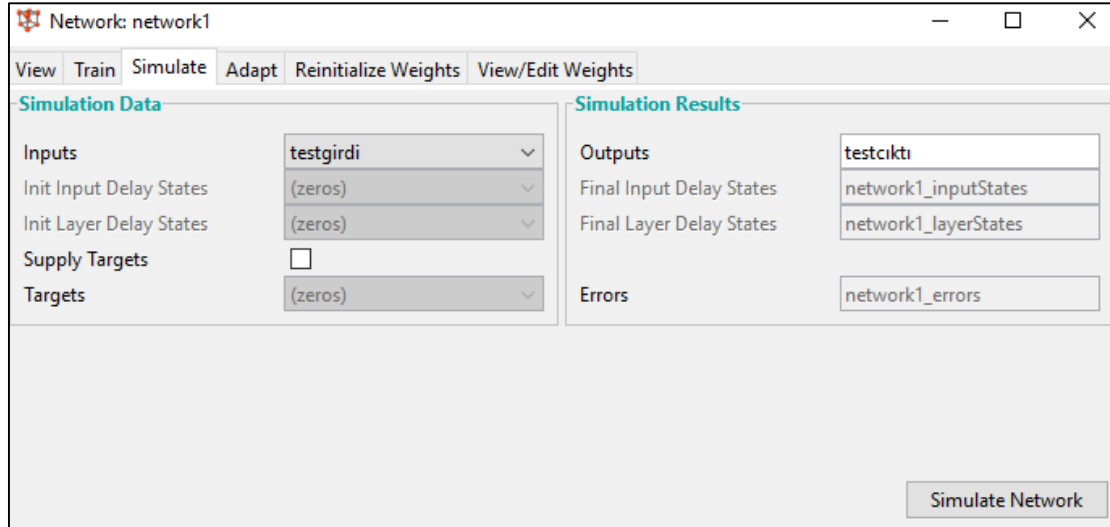 Network: network1
View Train Simulate Adapt Reinitialize Weights View/Edit Weights
Simulation Data
Inputs testgirdi
Init Input Delay States (zeros)
Init Layer Delay States (zeros)
Supply Targets
Targets (zeros)
Simulation Results
Outputs testcıktı
Final Input Delay States network1_inputStates
Final Layer Delay States network1_layerStates
Errors network1_errors
Simulate Network